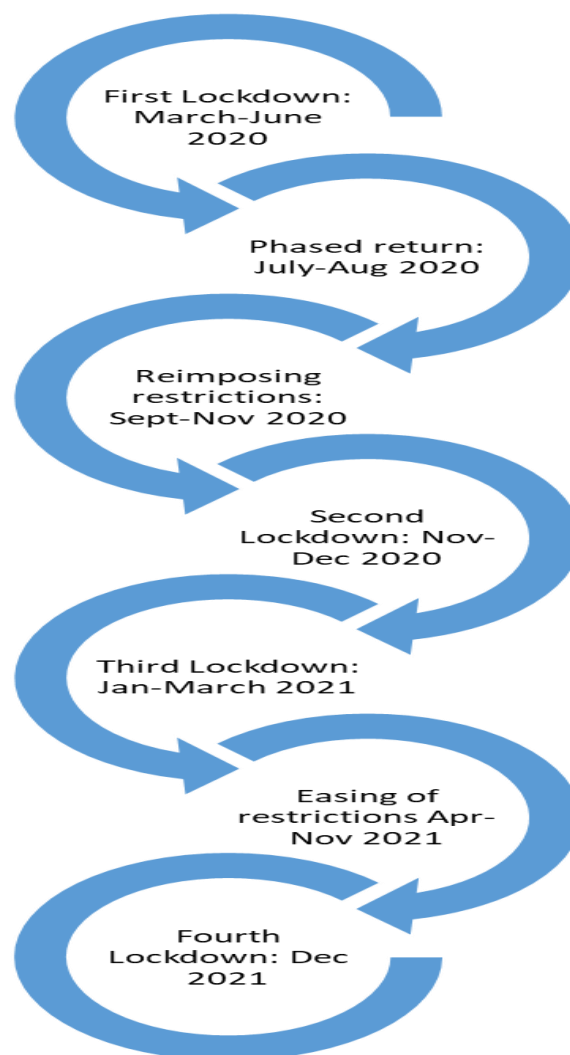 First Lockdown:
March-June
2020
Phased return:
July-Aug 2020
Reimposing
restrictions:
Sept-Nov 2020
Second
Lockdown: Nov-
Dec 2020
Third Lockdown:
Jan-March 2021
Easing of
restrictions Apr-
Nov 2021
Fourth
Lockdown: Dec
2021